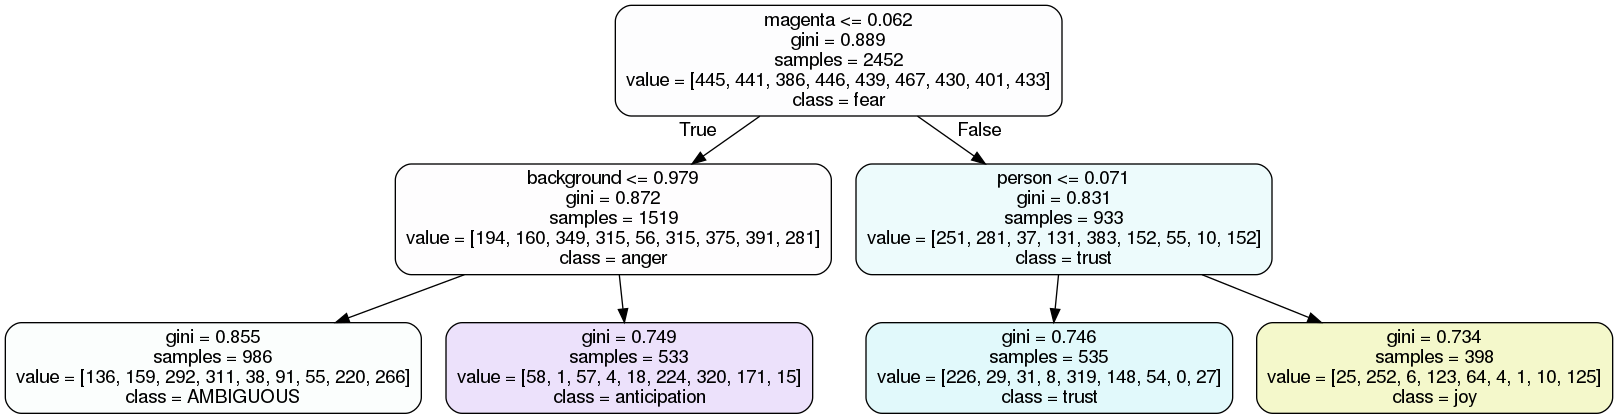 magenta <= 0.062
gini = 0.889
samples = 2452
value = [445, 441, 386, 446, 439, 467, 430, 401, 433]
class = fear
True
False
background <= 0.979
gini = 0.872
samples = 1519
value = [194, 160, 349, 315, 56, 315, 375, 391, 281]
class = anger
person <= 0.071
gini = 0.831
samples = 933
value = [251, 281, 37, 131, 383, 152, 55, 10, 152]
class = trust
gini = 0.855
samples = 986
value = [136, 159, 292, 311, 38, 91, 55, 220, 266]
class = AMBIGUOUS
gini = 0.749
samples = 533
value = [58, 1, 57, 4, 18, 224, 320, 171, 15]
class = anticipation
gini = 0.746
samples = 535
value = [226, 29, 31, 8, 319, 148, 54, 0, 27]
class = trust
gini = 0.734
samples = 398
value = [25, 252, 6, 123, 64, 4, 1, 10, 125]
class = joy